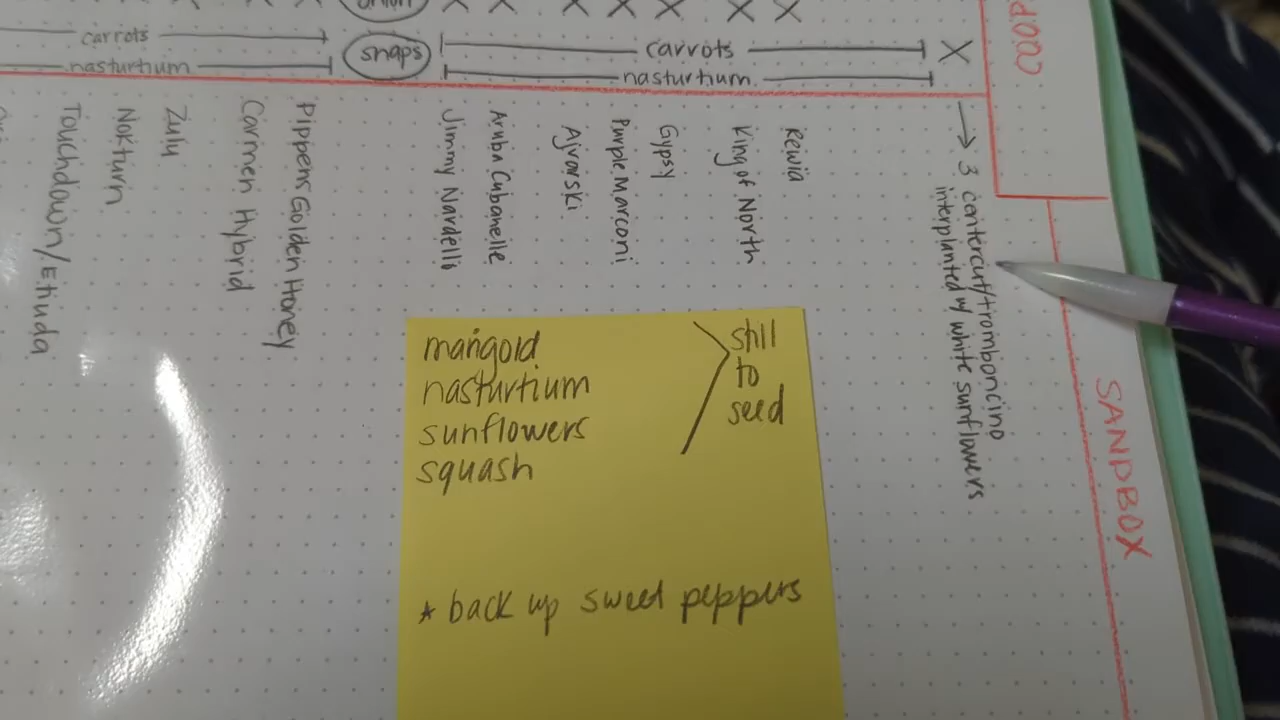 onion
carrots
snaps
carrots
nasturtium
nasturtium
Touchdown/Etiuda
Nokturn
Zulu
Carmen Hybrid
Pippens Golden Honey
Jimmy Nardello
Aruba Cubanelle
Ajvarski
Purple Marconi
Gypsy
King of North
Rewia
→ 3 centercut/tromboncino
interplanted w/ white sunflowers
SANDBOX
marigold
nasturtium
sunflowers
squash
still
to
seed
* back up sweet peppers